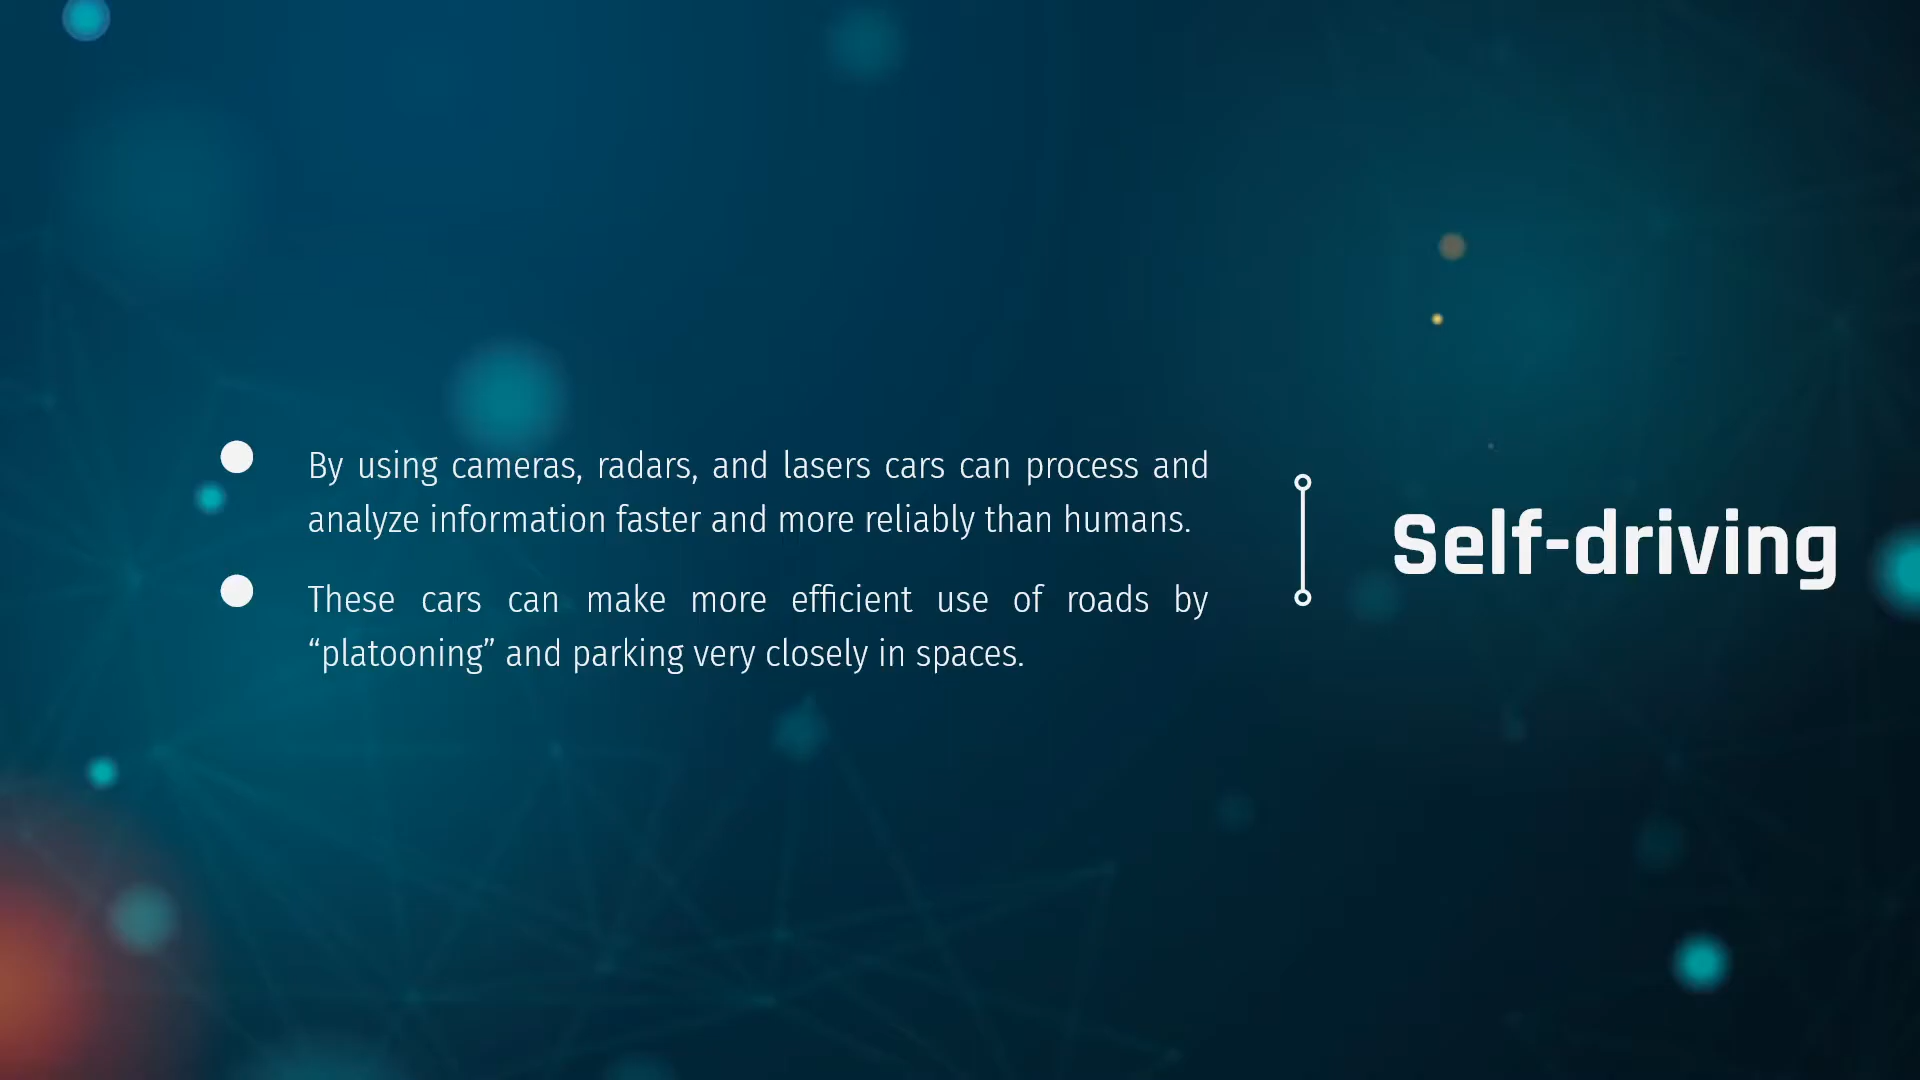 By using cameras, radars, and lasers cars can process and
analyze information faster and more reliably than humans.
These cars can make more efficient use of roads by
“platooning” and parking very closely in spaces.
Self-driving